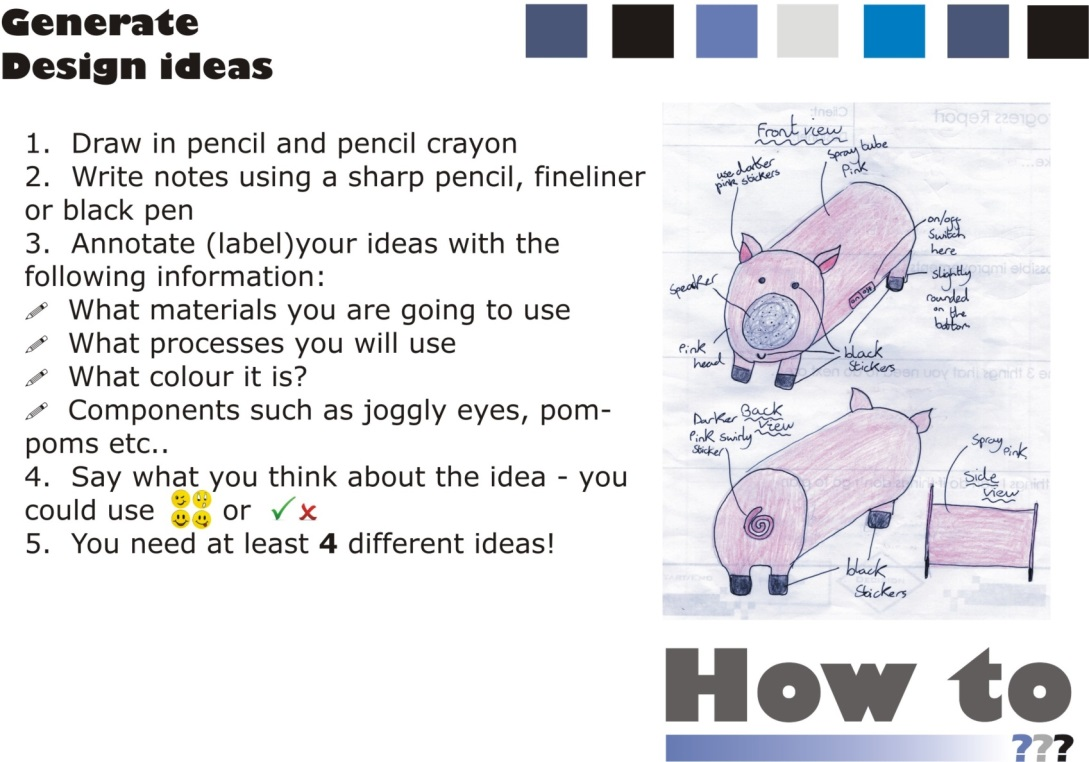 Generate
Design ideas
1. Draw in pencil and pencil crayon
2. Write notes using a sharp pencil, fineliner
or black pen
3. Annotate (label)your ideas with the
following information:
What materials you are going to use
What processes you will use
What colour it is?
Components such as joggly eyes, pom-
poms etc..
4. Say what you think about the idea - you
could use or ✓x
5. You need at least 4 different ideas!
Client:
ogress Report
Front view
use darker
pink stickers
Spray tube
Pink
on/off
Switch
here
slightly
rounded
on the
bottom
Speaker
on off
Pink
head
black
Stickers
Back
View
Darker
Pink swirly
Sticker
Spray
Pink
Side
view
black
Stickers
How to
???